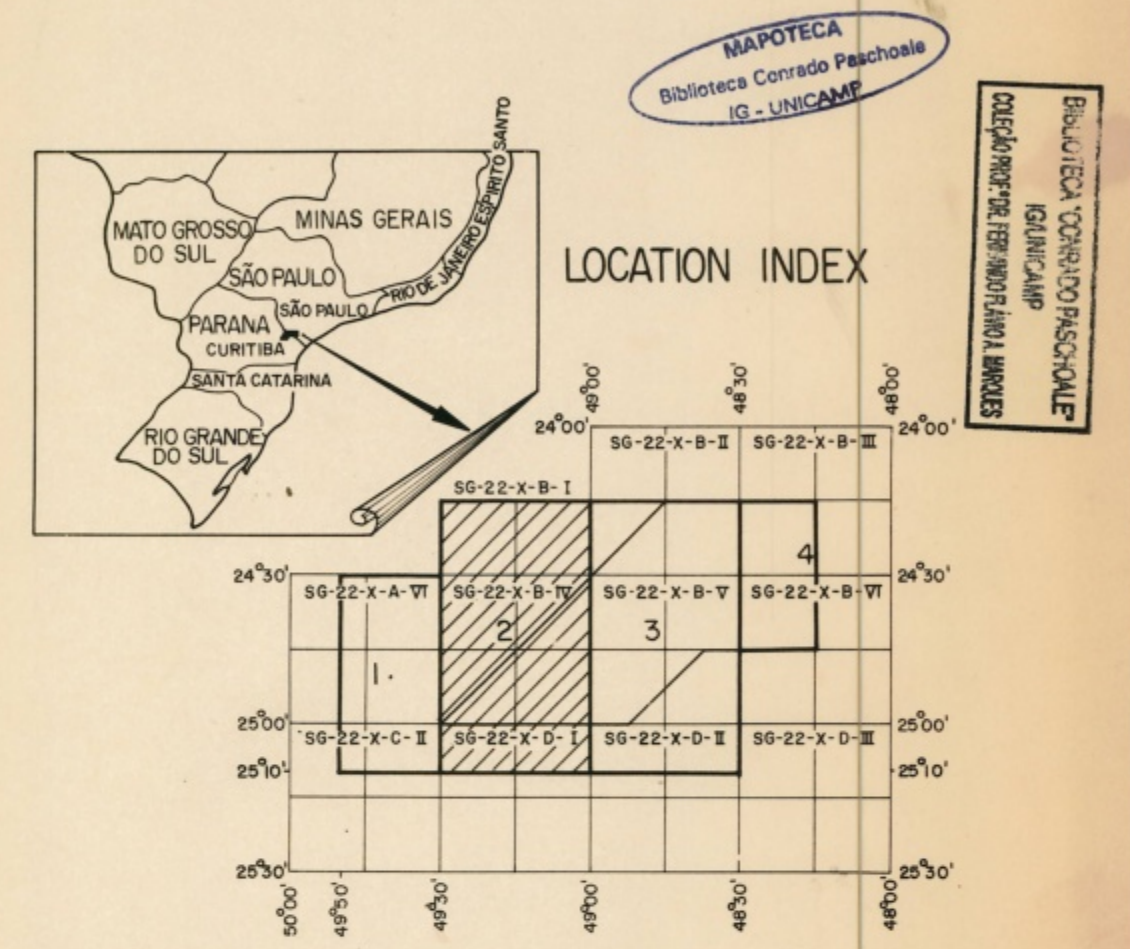 MAPOTECA
Biblioteca Conrado Paschoale
IG - UNICAMP
BIBLIOTECA "CONRADO PASCHOALE"
IG/UNICAMP
COLEÇÃO PROF.º DR. FERNANDO FLÁVIO A. MARQUES
MATO GROSSO
DO SUL
MINAS GERAIS
ESPIRITO SANTO
RIO DE JANEIRO
SÃO PAULO
SÃO PAULO
PARANA
CURITIBA
SANTA CATARINA
RIO GRANDE
DO SUL
LOCATION INDEX
49°00'
48°30'
48°00'
24°00'
SG-22-X-B-II
SG-22-X-B-III
24°00'
SG-22-X-B-I
4
24°30'
24°30'
SG-22-X-A-VI
SG-22-X-B-IV
SG-22-X-B-V
SG-22-X-B-VI
2
3
1
25°00'
25°00'
SG-22-X-C-II
SG-22-X-D-I
SG-22-X-D-II
SG-22-X-D-III
25°10'
25°10'
25°30'
25°30'
50°00'
49°50'
49°30'
49°00'
48°30'
48°00'